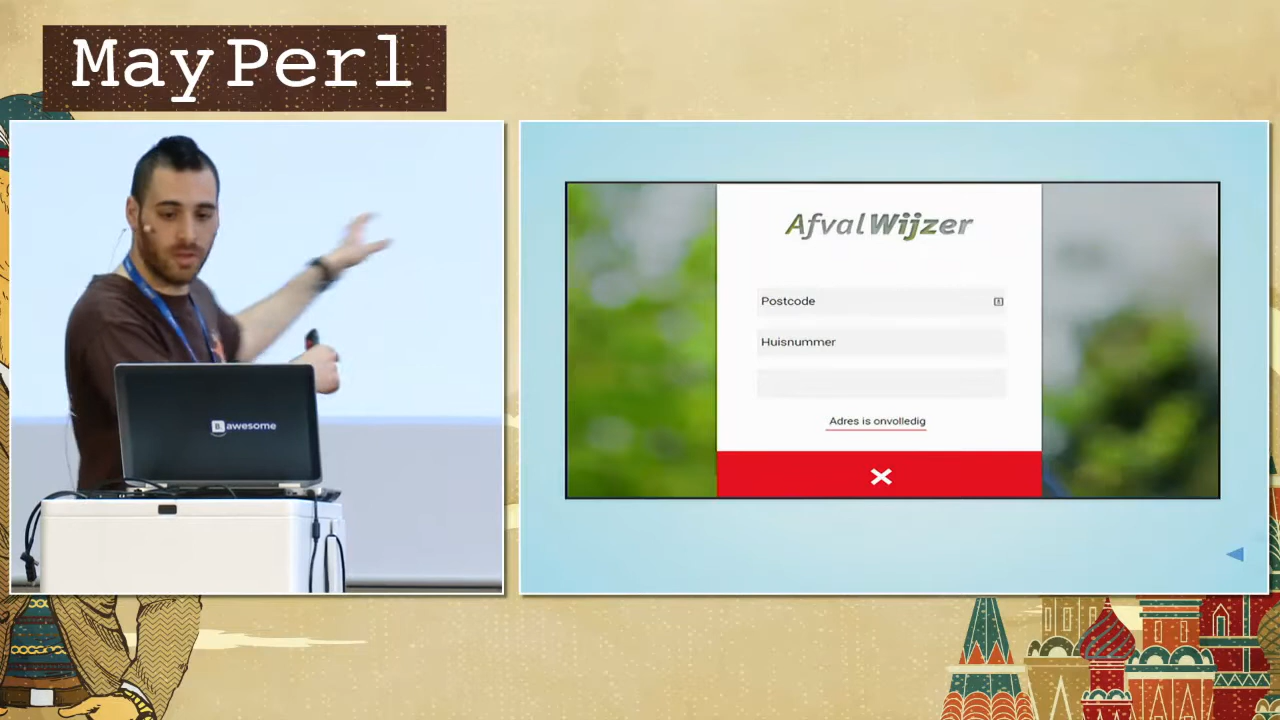 MayPerl
B. awesome
AfvalWijzer
Postcode
Huisnummer
Adres is onvolledig